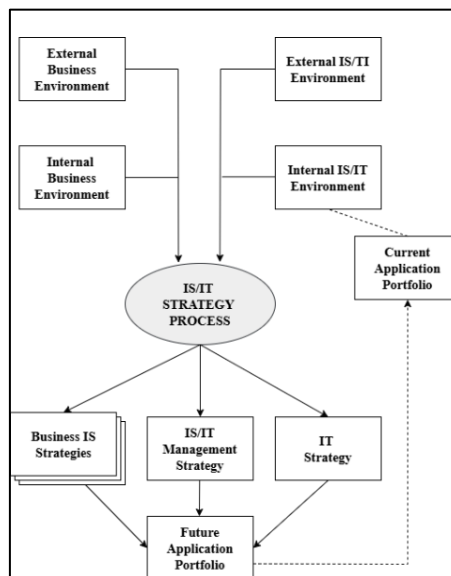 External
Business
Environment
External IS/TI
Environment
Internal
Business
Environment
Internal IS/IT
Environment
Current
Application
Portfolio
IS/IT
STRATEGY
PROCESS
Business IS
Strategies
IS/IT
Management
Strategy
IT
Strategy
Future
Application
Portfolio